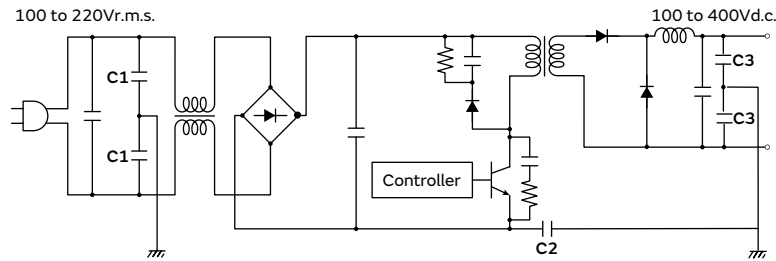 100 to 220Vr.m.s.
100 to 400Vd.c.
C1
C3
C1
C3
Controller
C2